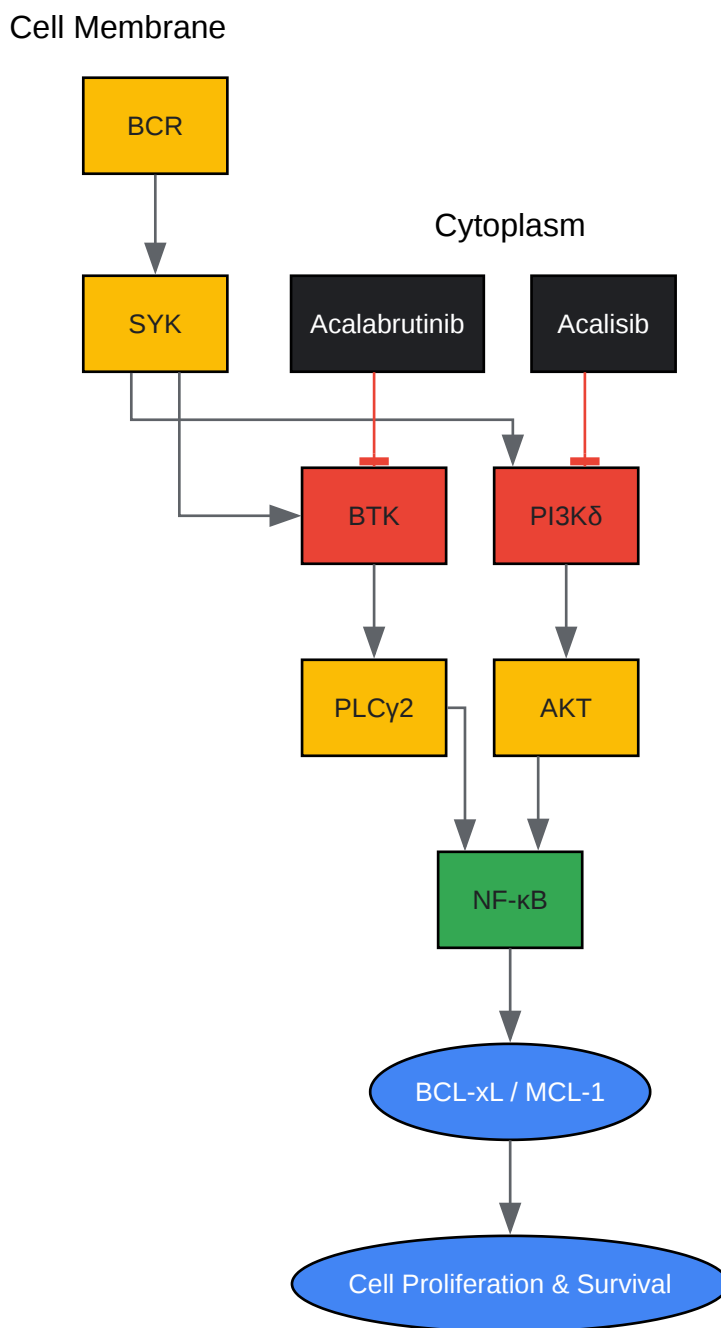 Cell Membrane
BCR
Cytoplasm
SYK
Acalabrutinib
Acalisib
BTK
PI3Kδ
PLCγ2
AKT
NF-κB
BCL-xL / MCL-1
Cell Proliferation & Survival